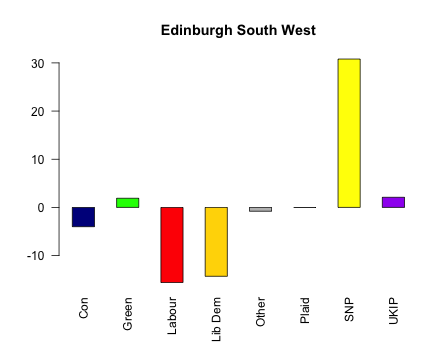 Edinburgh South West
30
20
10
0
-10
Con
Green
Labour
Lib Dem
Other
Plaid
SNP
UKIP